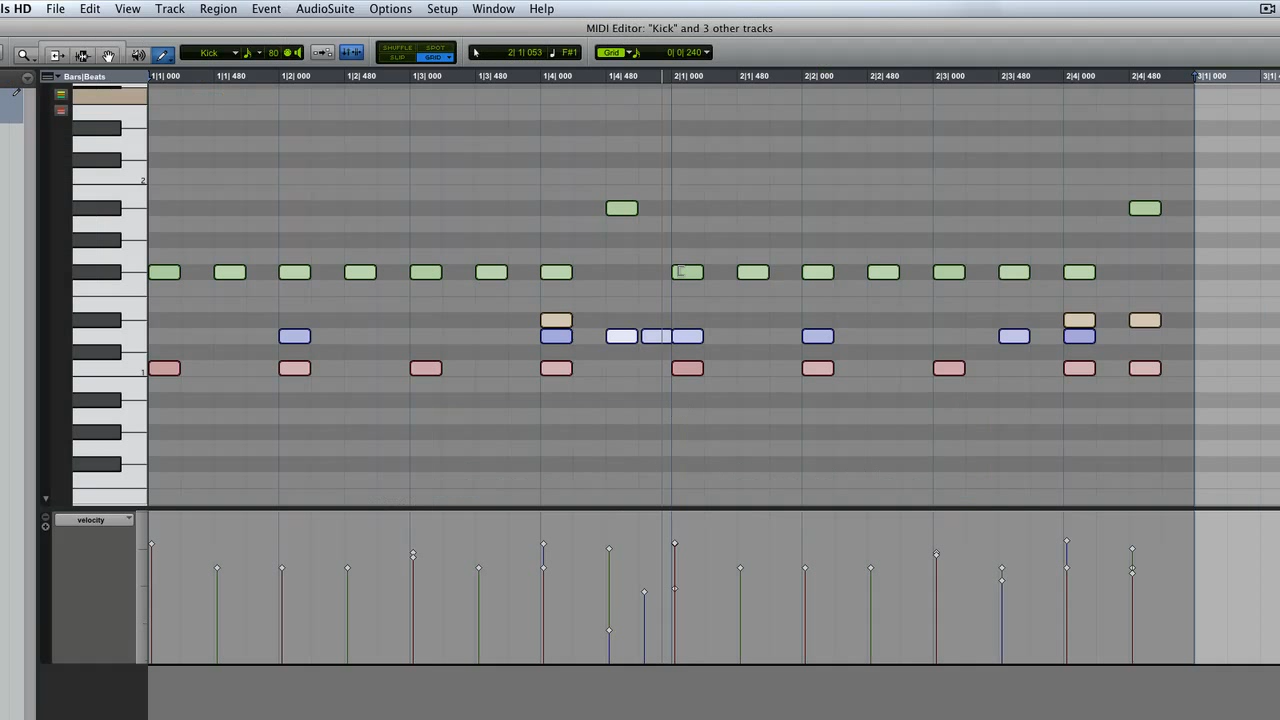 ls HD File Edit View Track Region Event AudioSuite Options Setup Window Help
MIDI Editor: "Kick" and 3 other tracks
Kick 80 SHUFFLE SPOT 2| 1| 053 F#1 Grid 0| 0| 240
SLIP GRID
Bars|Beats 1|1| 000 1|1| 480 1|2| 000 1|2| 480 1|3| 000 1|3| 480 1|4| 000 1|4| 480 2|1| 000 2|1| 480 2|2| 000 2|2| 480 2|3| 000 2|3| 480 2|4| 000 2|4| 480 3|1| 000 3|1|
2
1
velocity